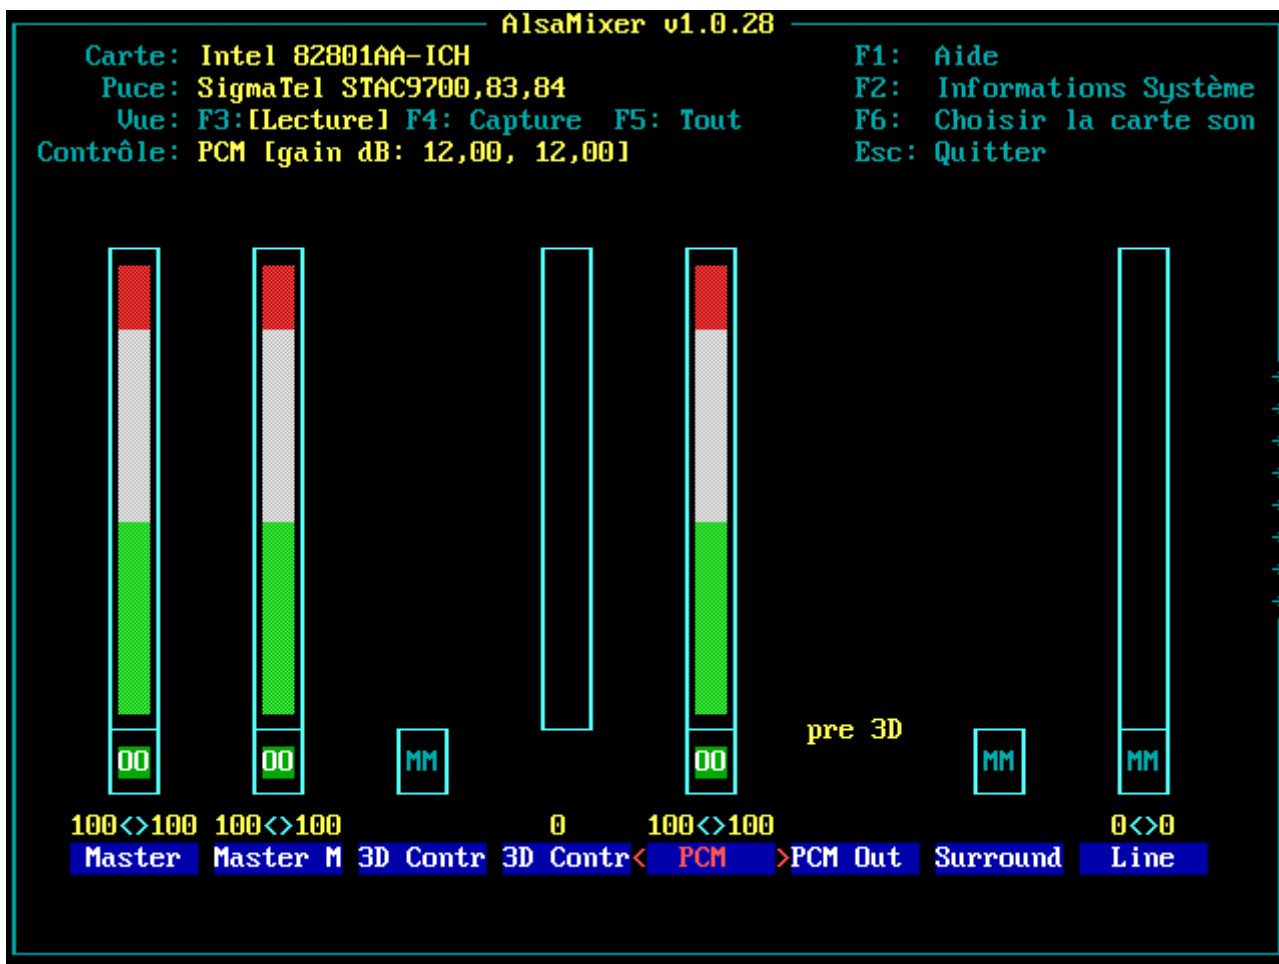 AlsaMixer v1.0.28
Carte: Intel 82801AA-ICH F1: Aide
Puce: SigmaTel STAC9700,83,84 F2: Informations Système
Vue: F3:[Lecture] F4: Capture F5: Tout F6: Choisir la carte son
Contrôle: PCM [gain dB: 12,00, 12,00] Esc: Quitter
pre 3D
OO OO MM OO MM MM
100<>100 100<>100 0 100<>100 0<>0
Master Master M 3D Contr 3D Contr< PCM >PCM Out Surround Line